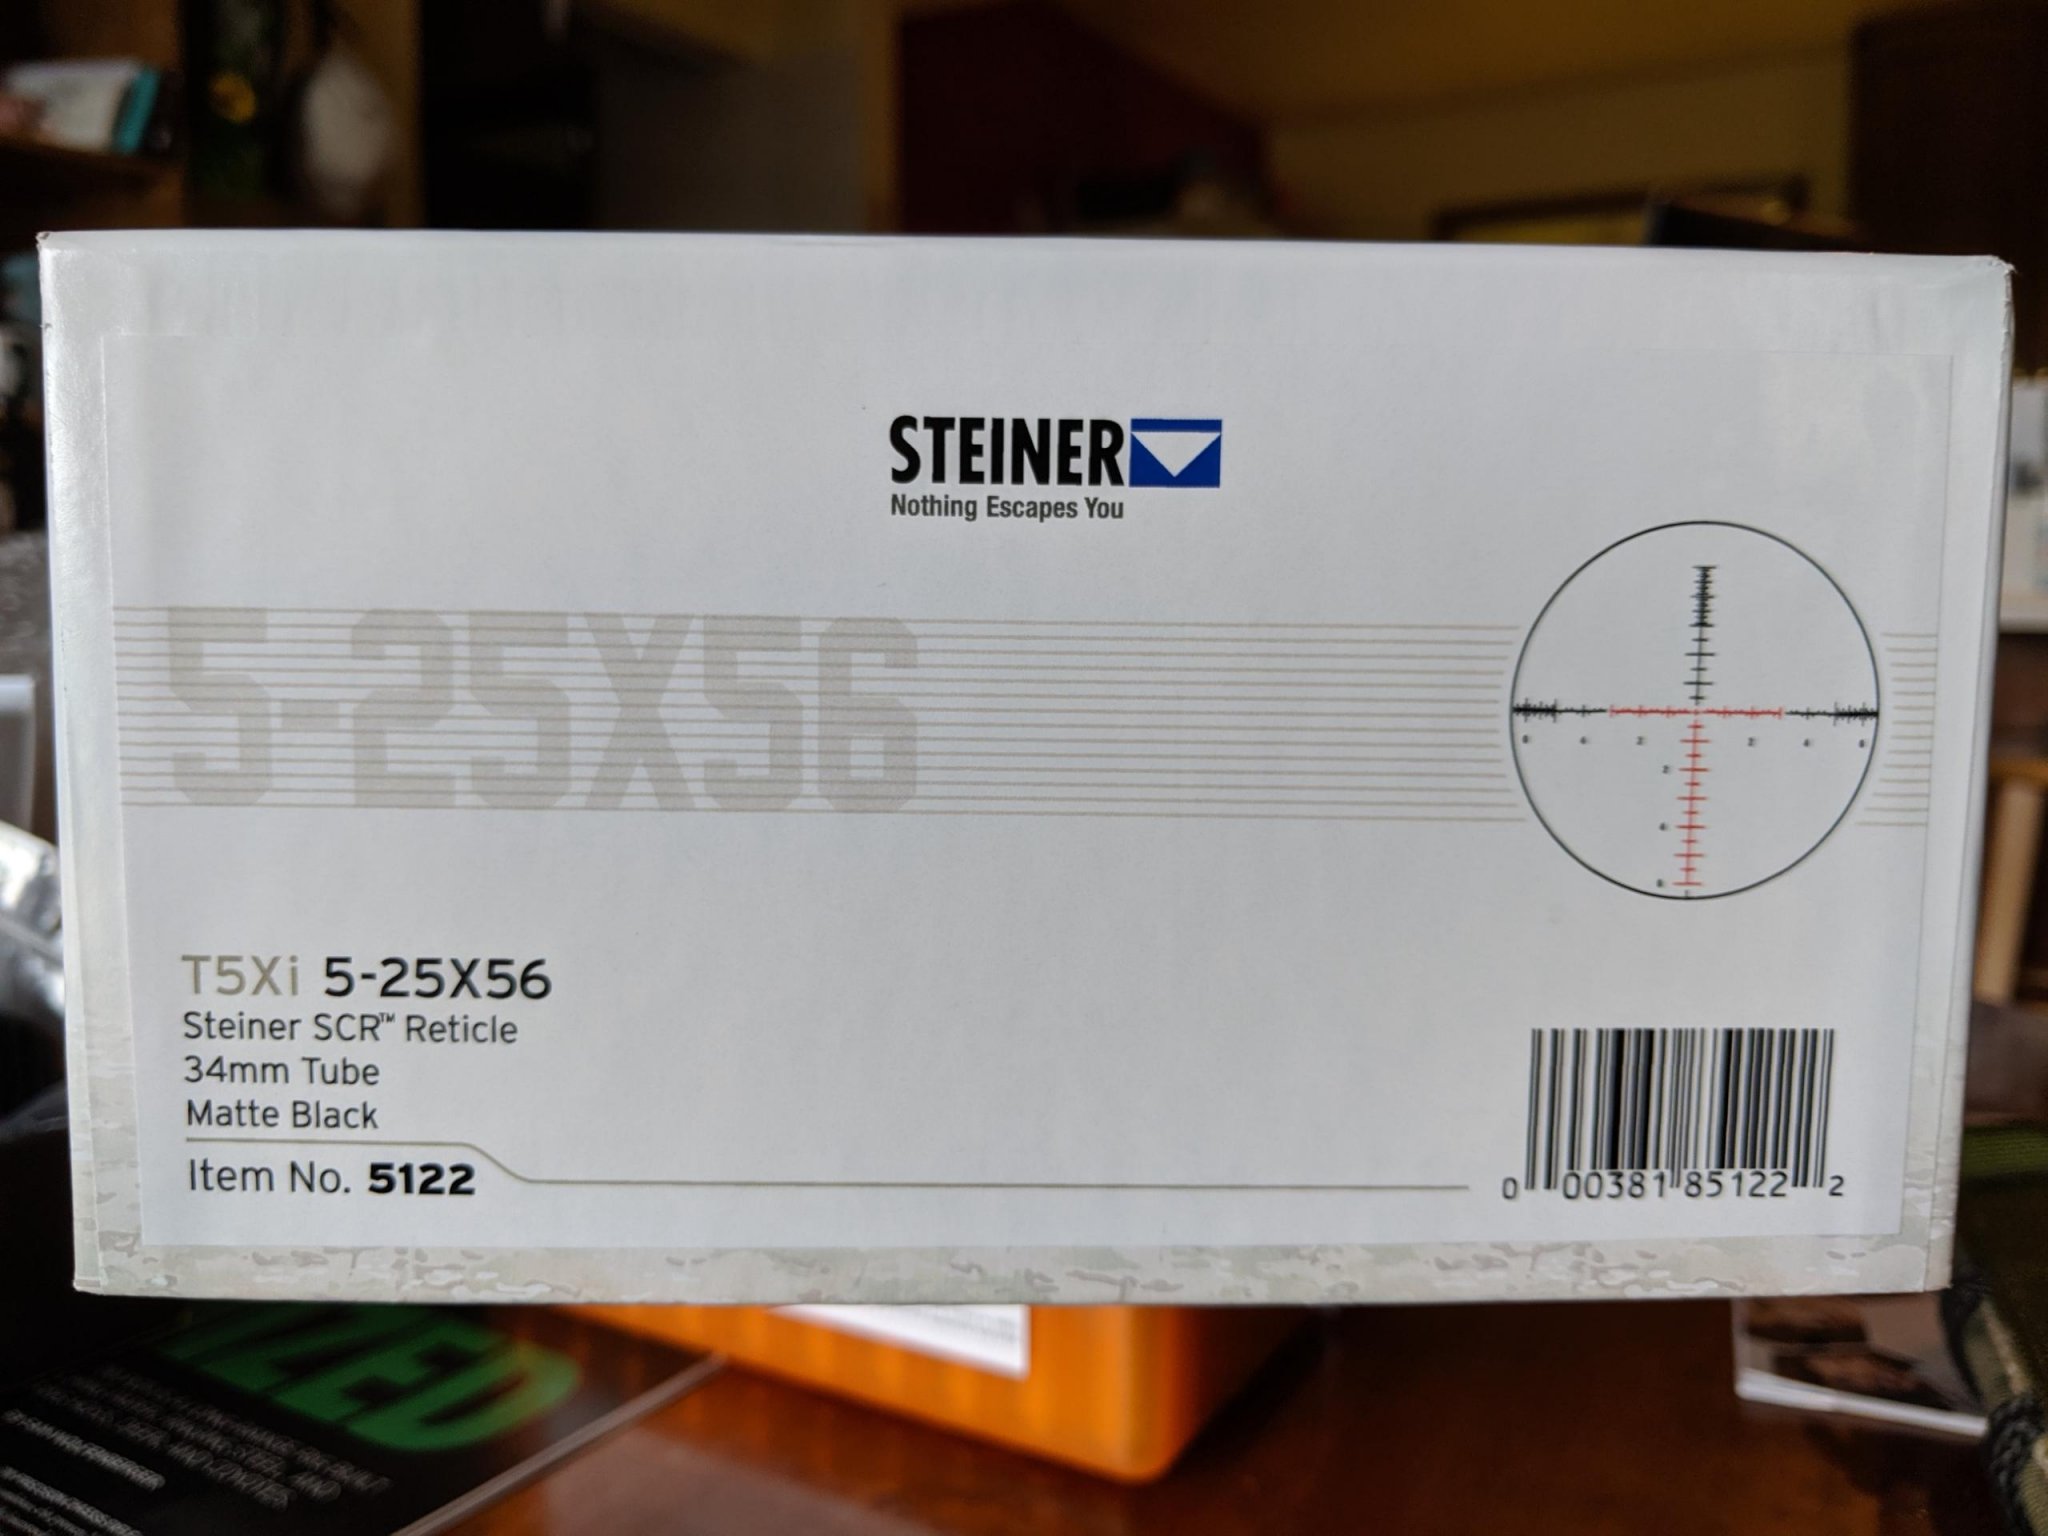 STEINER
Nothing Escapes You
5-25X56
T5Xi 5-25X56
Steiner SCR™ Reticle
34mm Tube
Matte Black
Item No. 5122
0 00381 85122 2